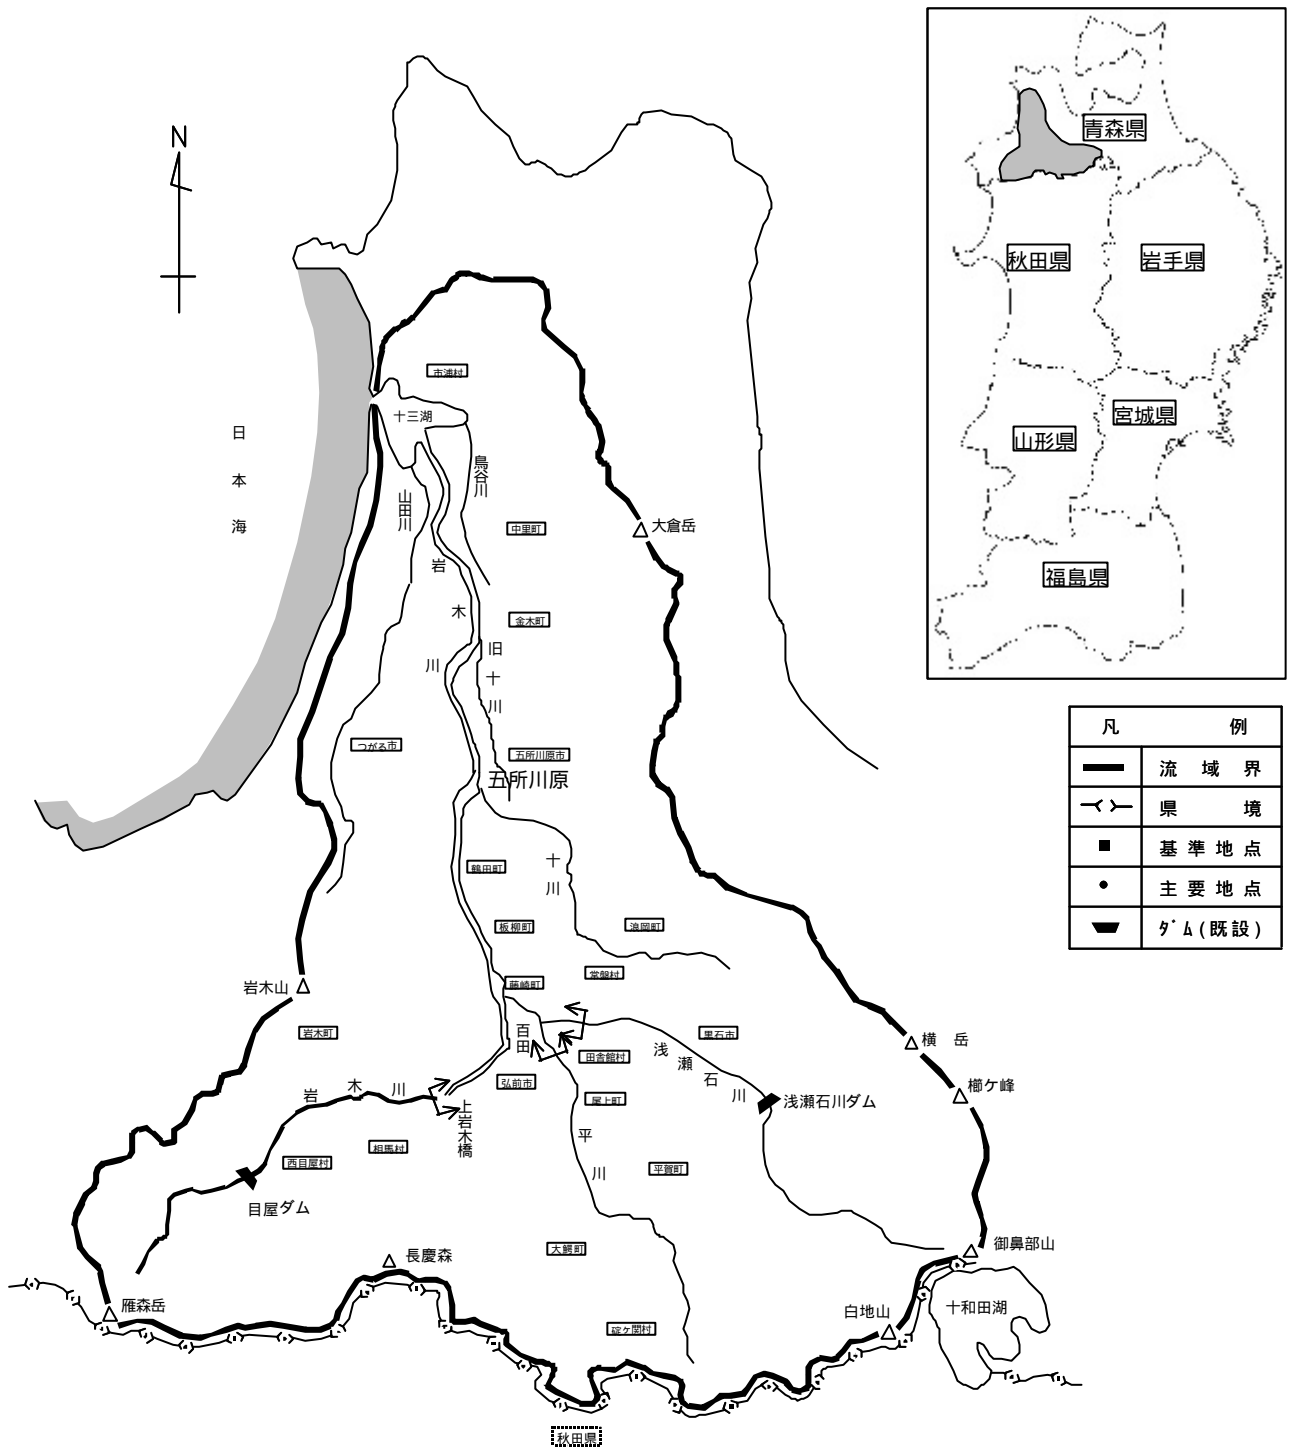 N
青森県
秋田県
岩手県
宮城県
山形県
福島県
凡 例
流域界
県境
基準地点
主要地点
ダム(既設)
日本海
市浦村
十三湖
鳥谷川
山田川
中里町
大倉岳
岩木川
金木町
旧十川
つがる市
五所川原市
五所川原
鶴田町
十川
板柳町
浪岡町
藤崎町
常盤村
岩木山
岩木町
百田
黒石市
田舎館村
浅瀬石川
横岳
櫛ケ峰
弘前市
尾上町
浅瀬石川ダム
岩木川
上岩木橋
相馬村
西目屋村
平川
平賀町
目屋ダム
大鰐町
御鼻部山
長慶森
雁森岳
白地山
十和田湖
碇ヶ関村
秋田県